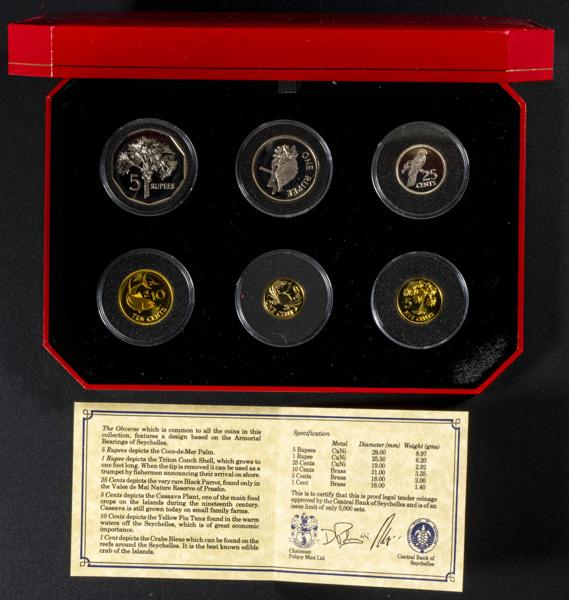 5
RUPEES
ONE RUPEE
25
CENTS
10
TEN CENTS
ONE CENT
5
FIVE CENTS
The Obverse which is common to all the coins in this
collection, features a design based on the Armorial
Bearings of Seychelles.
5 Rupees depicts the Coco-de-Mer Palm.
1 Rupee depicts the Triton Conch Shell, which grows to
one foot long. When the tip is removed it can be used as a
trumpet by fishermen announcing their arrival on shore.
25 Cents depicts the very rare Black Parrot, found only in
the Valee de Mai Nature Reserve of Praslin.
5 Cents depicts the Cassava Plant, one of the main food
crops on the Islands during the nineteenth century.
Cassava is still grown today on small family farms.
10 Cents depicts the Yellow Fin Tuna found in the warm
waters off the Seychelles, which is of great economic
importance.
1 Cent depicts the Crabe Bleue which can be found on the
reefs around the Seychelles. It is the best known edible
crab of the Islands.
Specification
Metal Diameter (mm) Weight (gms)
5 Rupees CuNi 29.00 8.97
1 Rupee CuNi 25.50 6.20
25 Cents CuNi 19.00 2.92
10 Cents Brass 21.00 3.35
5 Cents Brass 18.00 2.00
1 Cent Brass 16.00 1.40
This is to certify that this is proof legal tender coinage
approved by the Central Bank of Seychelles and is of an
issue limit of only 5,000 sets.
Chairman
Pobjoy Mint Ltd
Central Bank of
Seychelles